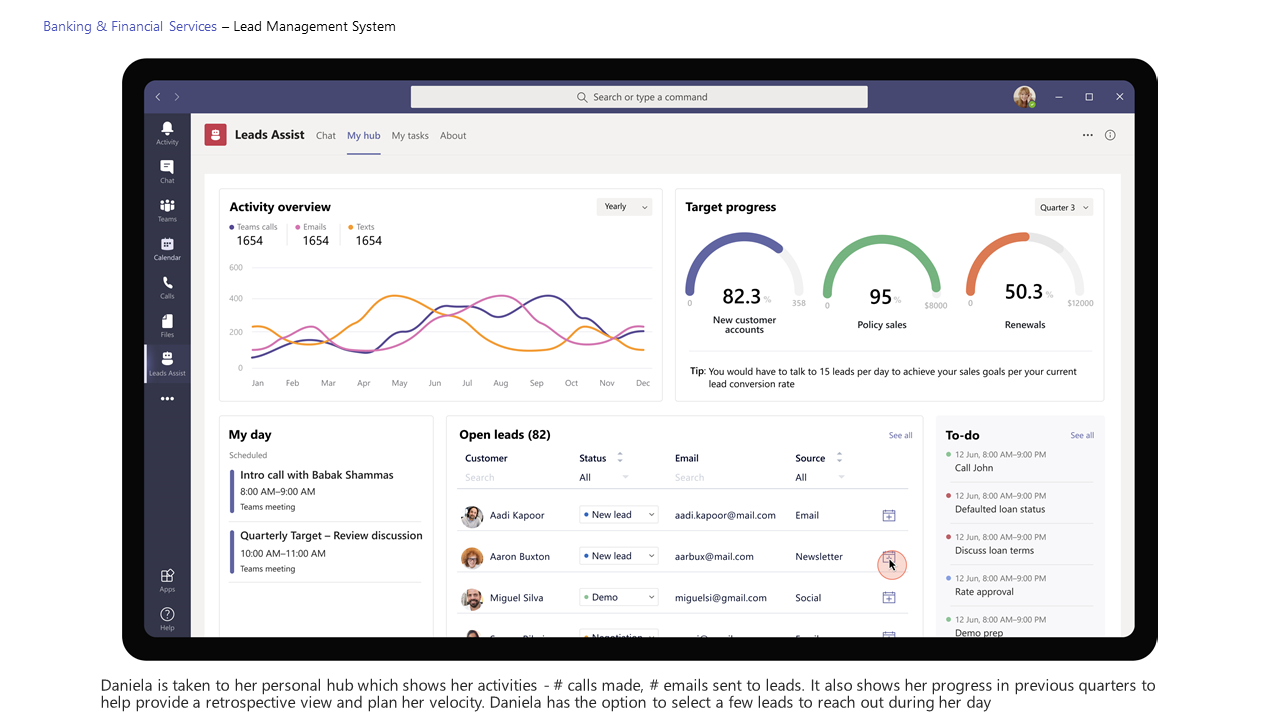 Banking & Financial Services – Lead Management System
Search or type a command
Activity
Chat
Teams
Calendar
Calls
Files
Leads Assist
Apps
Help
Leads Assist Chat My hub My tasks About
Activity overview
Yearly
Teams calls Emails Texts
1654 1654 1654
600
400
200
0
Jan Feb Mar Apr May Jun Jul Aug Sep Oct Nov Dec
Target progress
Quarter 3
82.3 %
0 358
New customer
accounts
95 %
0 $8000
Policy sales
50.3 %
0 $12000
Renewals
Tip: You would have to talk to 15 leads per day to achieve your sales goals per your current
lead conversion rate
My day
Scheduled
Intro call with Babak Shammas
8:00 AM–9:00 AM
Teams meeting
Quarterly Target – Review discussion
10:00 AM–11:00 AM
Teams meeting
Open leads (82)
See all
Customer Status Email Source
Search All Search All
Aadi Kapoor New lead aadi.kapoor@mail.com Email
Aaron Buxton New lead aarbux@mail.com Newsletter
Miguel Silva Demo miguelsi@gmail.com Social
Negotiation
To-do
See all
12 Jun, 8:00 AM–9:00 PM
Call John
12 Jun, 8:00 AM–9:00 PM
Defaulted loan status
12 Jun, 8:00 AM–9:00 PM
Discuss loan terms
12 Jun, 8:00 AM–9:00 PM
Rate approval
12 Jun, 8:00 AM–9:00 PM
Demo prep
Daniela is taken to her personal hub which shows her activities - # calls made, # emails sent to leads. It also shows her progress in previous quarters to
help provide a retrospective view and plan her velocity. Daniela has the option to select a few leads to reach out during her day